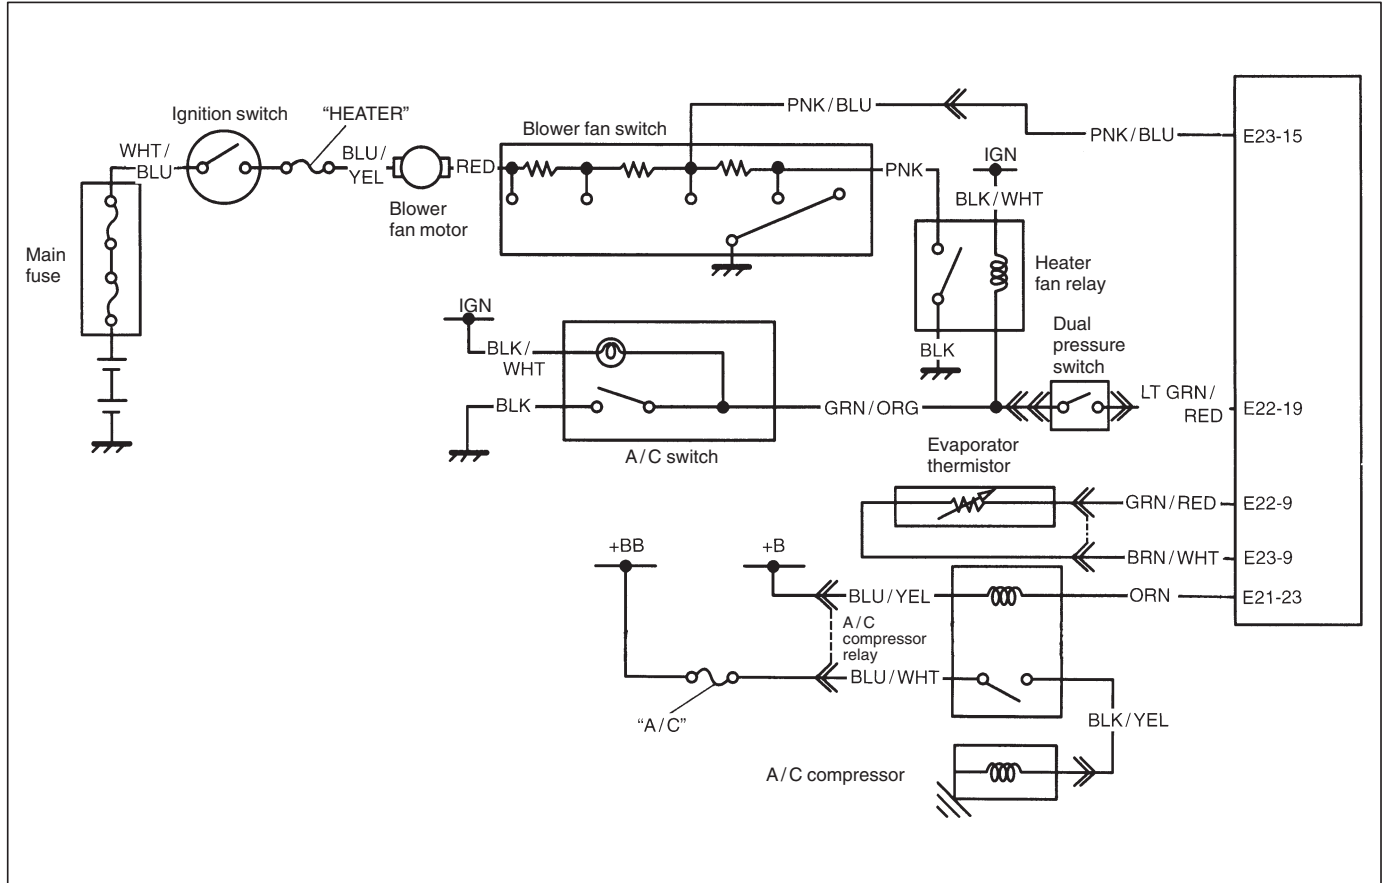 PNK/BLU
Ignition switch
"HEATER"
Blower fan switch
PNK/BLU
E23-15
WHT/
BLU
BLU/
YEL
RED
PNK
IGN
BLK/WHT
Blower
fan motor
Main
fuse
Heater
fan relay
IGN
BLK/
WHT
BLK
Dual
pressure
switch
BLK
GRN/ORG
LT GRN/
RED
E22-19
A/C switch
Evaporator
thermistor
GRN/RED
E22-9
+BB
+B
BRN/WHT
E23-9
BLU/YEL
ORN
E21-23
A/C
compressor
relay
BLU/WHT
"A/C"
BLK/YEL
A/C compressor